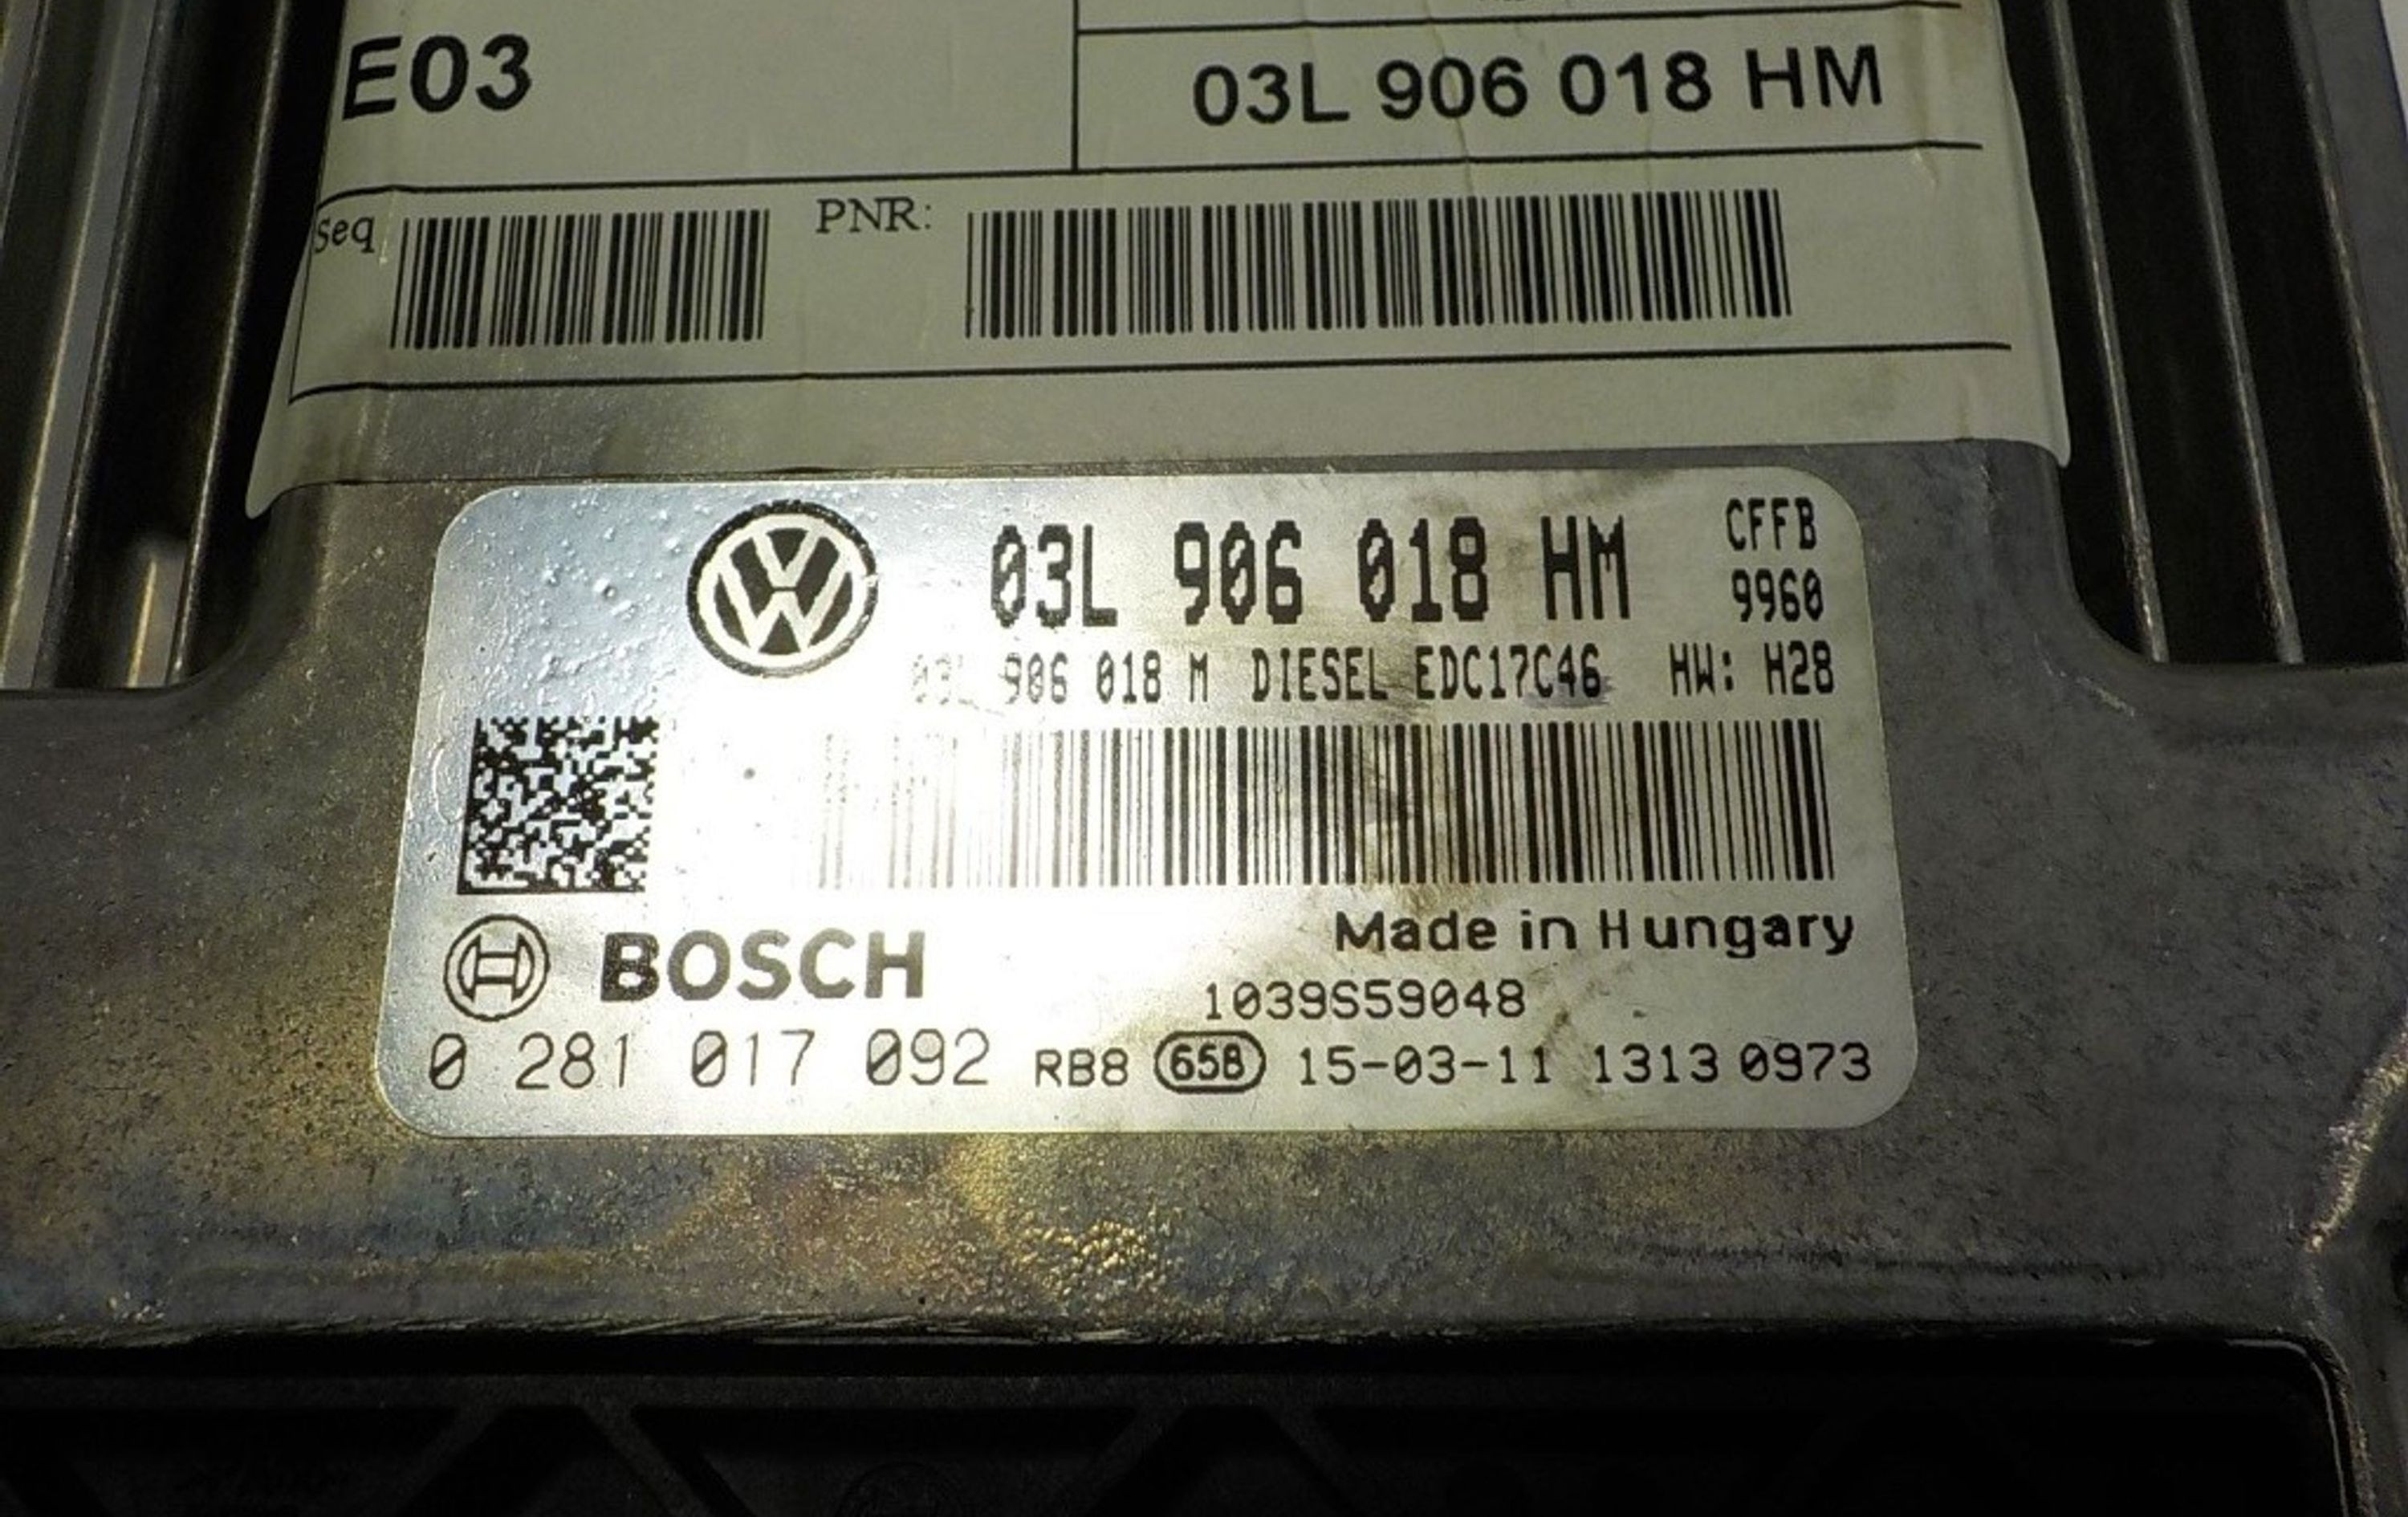 E03
03L 906 018 HM
Seq
PNR:
03L 906 018 HM
CFFB
9960
03L 906 018 M DIESEL EDC17C46 HW: H28
BOSCH
Made in Hungary
1039S59048
0 281 017 092 RB8 65B 15-03-11 1313 0973